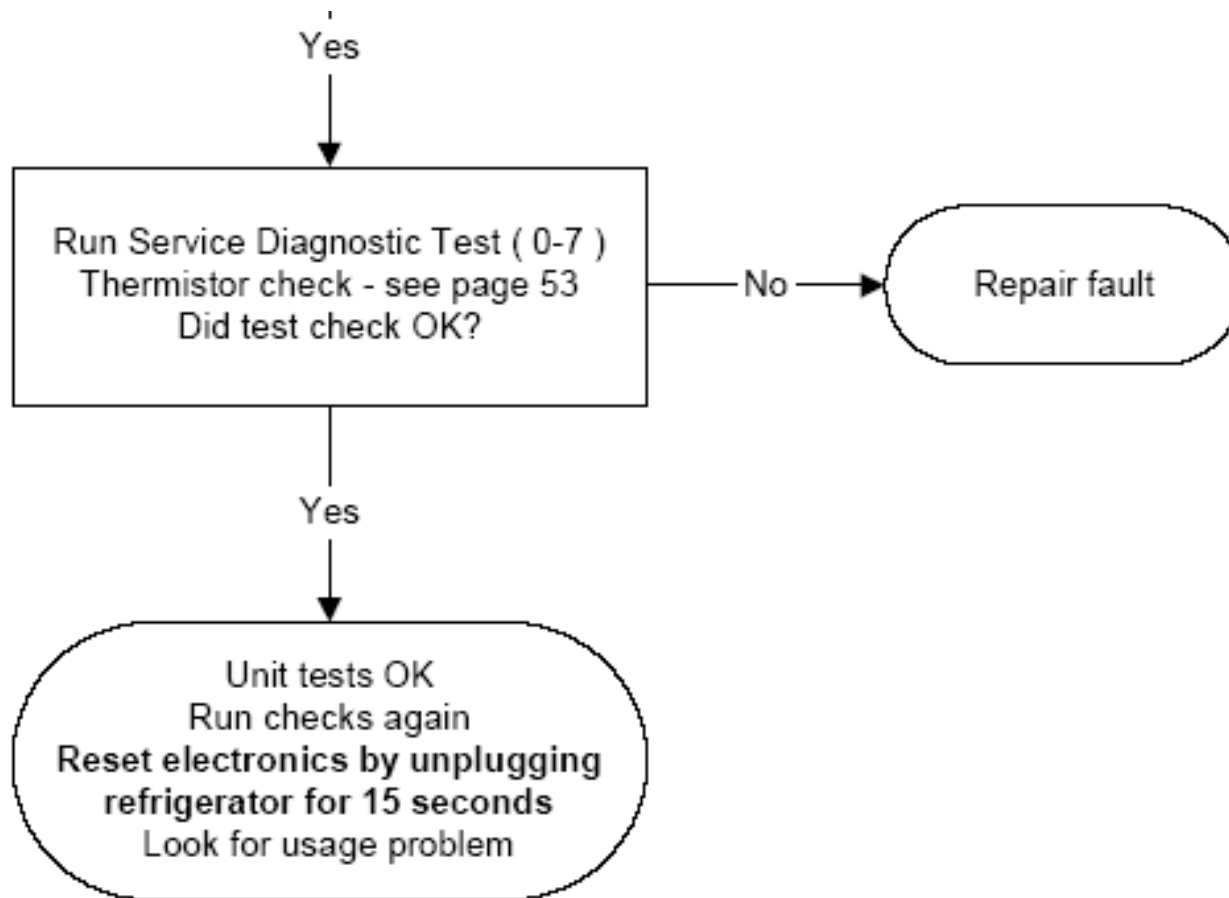 Yes
Run Service Diagnostic Test ( 0-7 )
Thermistor check - see page 53
Did test check OK?
No
Repair fault
Yes
Unit tests OK
Run checks again
Reset electronics by unplugging
refrigerator for 15 seconds
Look for usage problem